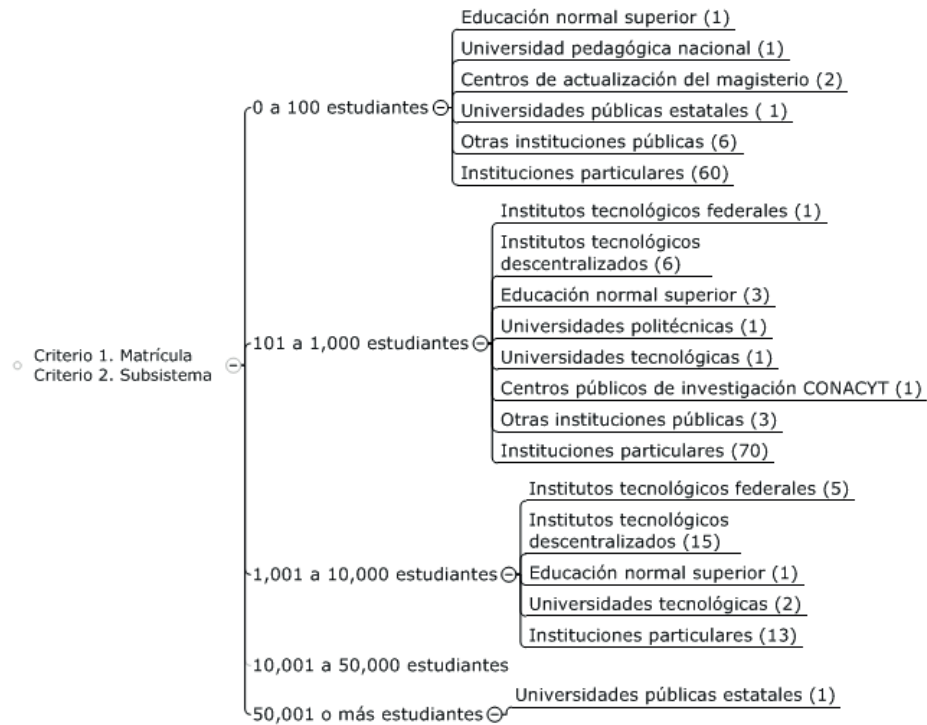 Criterio 1. Matrícula
Criterio 2. Subsistema
0 a 100 estudiantes
Educación normal superior (1)
Universidad pedagógica nacional (1)
Centros de actualización del magisterio (2)
Universidades públicas estatales ( 1)
Otras instituciones públicas (6)
Instituciones particulares (60)
101 a 1,000 estudiantes
Institutos tecnológicos federales (1)
Institutos tecnológicos
descentralizados (6)
Educación normal superior (3)
Universidades politécnicas (1)
Universidades tecnológicas (1)
Centros públicos de investigación CONACYT (1)
Otras instituciones públicas (3)
Instituciones particulares (70)
1,001 a 10,000 estudiantes
Institutos tecnológicos federales (5)
Institutos tecnológicos
descentralizados (15)
Educación normal superior (1)
Universidades tecnológicas (2)
Instituciones particulares (13)
10,001 a 50,000 estudiantes
50,001 o más estudiantes
Universidades públicas estatales (1)